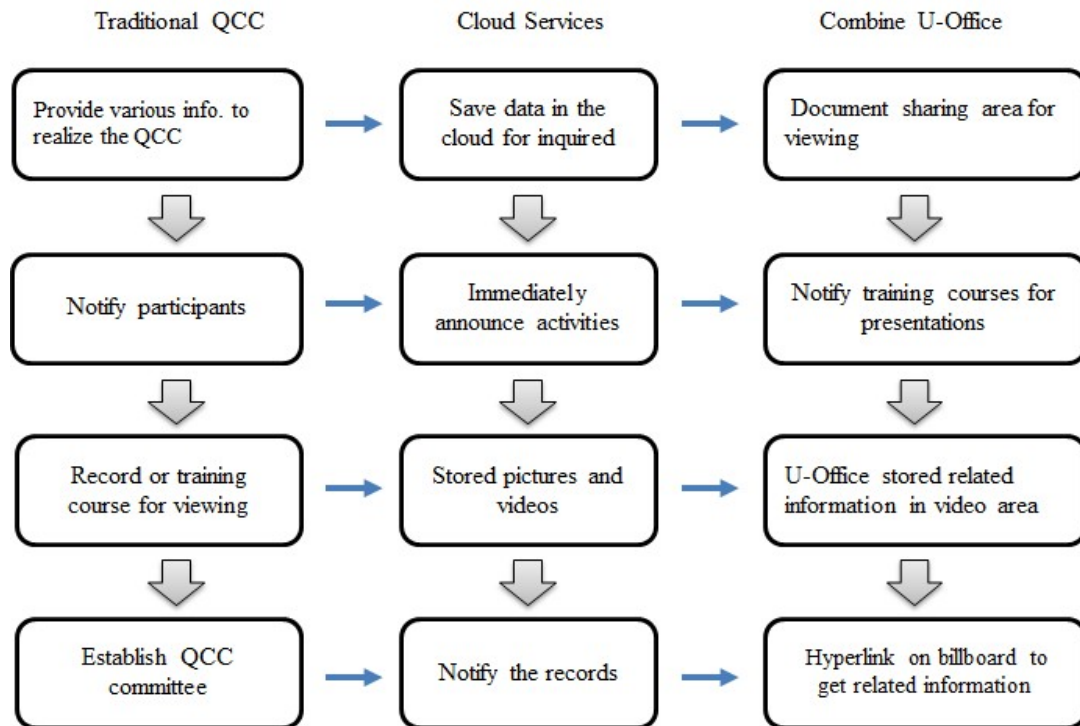 Traditional QCC
Cloud Services
Combine U-Office
Provide various info. to
realize the QCC
Save data in the
cloud for inquired
Document sharing area for
viewing
Notify participants
Immediately
announce activities
Notify training courses for
presentations
Record or training
course for viewing
Stored pictures and
videos
U-Office stored related
information in video area
Establish QCC
committee
Notify the records
Hyperlink on billboard to
get related information